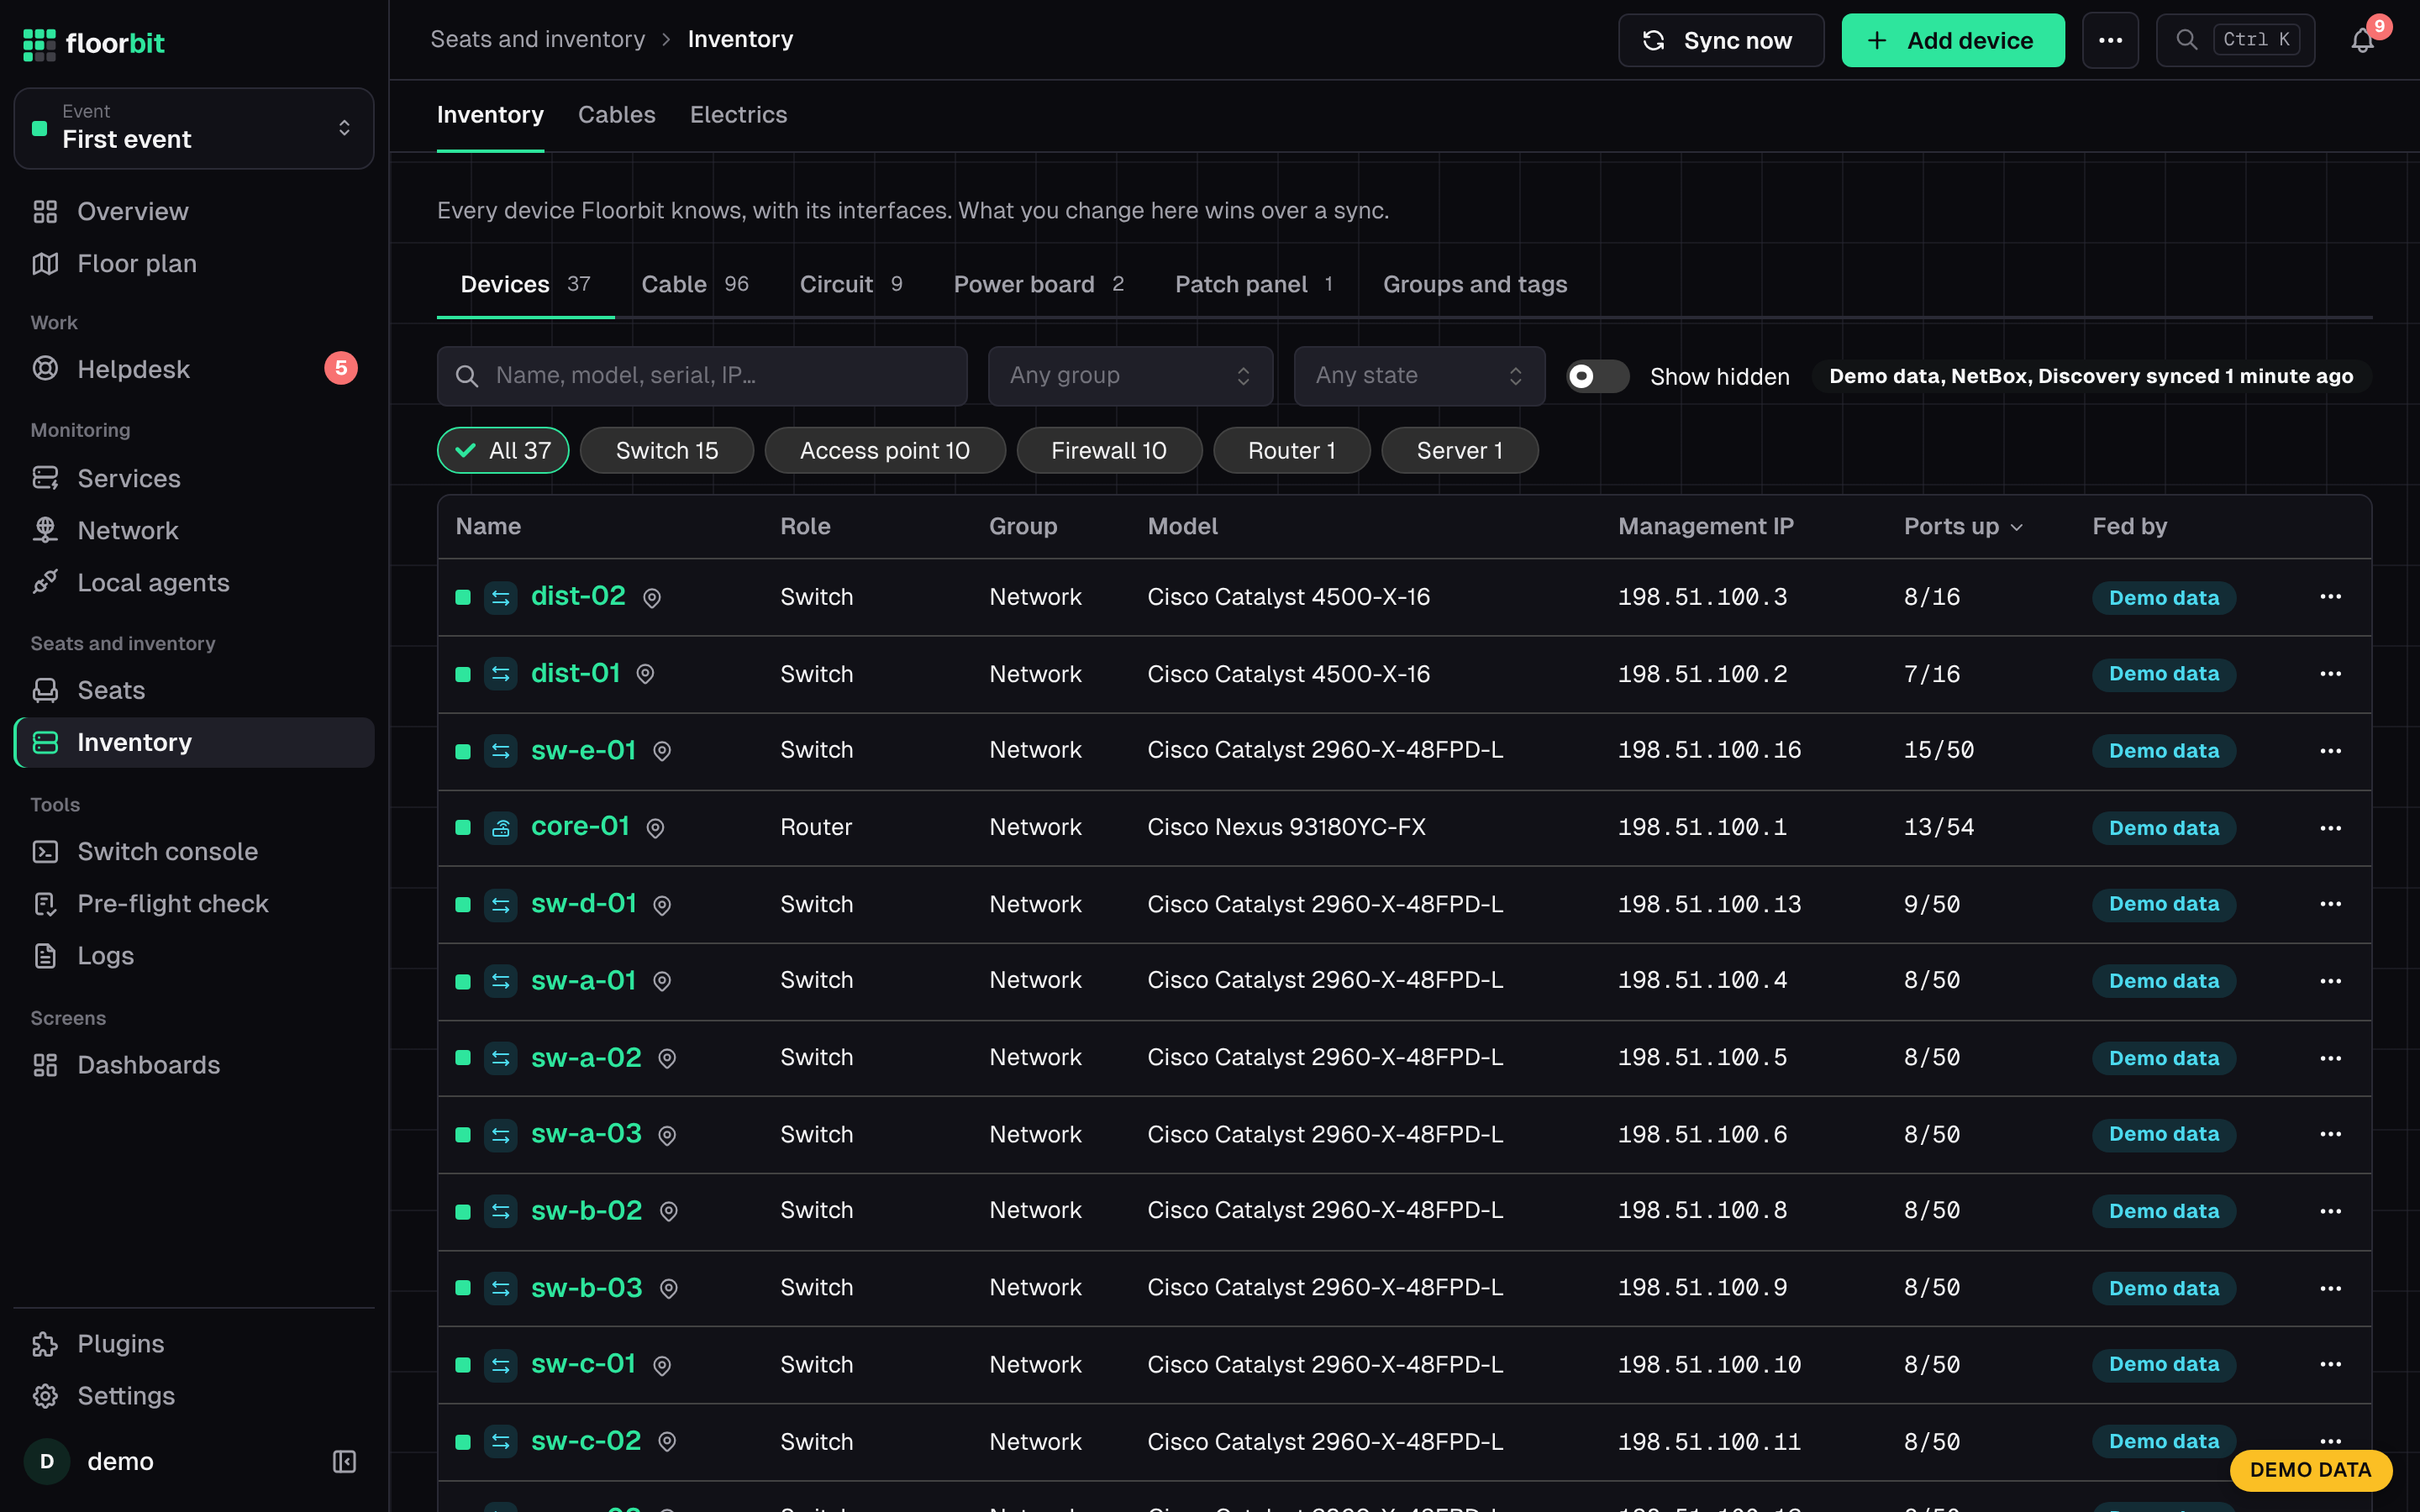 floorbit
Event
First event
Overview
Floor plan
Work
Helpdesk 5
Monitoring
Services
Network
Local agents
Seats and inventory
Seats
Inventory
Tools
Switch console
Pre-flight check
Logs
Screens
Dashboards
Plugins
Settings
D demo
Seats and inventory > Inventory
Sync now
Add device
Ctrl K
9
Inventory Cables Electrics
Every device Floorbit knows, with its interfaces. What you change here wins over a sync.
Devices 37 Cable 96 Circuit 9 Power board 2 Patch panel 1 Groups and tags
Name, model, serial, IP... Any group Any state Show hidden Demo data, NetBox, Discovery synced 1 minute ago
All 37 Switch 15 Access point 10 Firewall 10 Router 1 Server 1
Name Role Group Model Management IP Ports up Fed by
dist-02 Switch Network Cisco Catalyst 4500-X-16 198.51.100.3 8/16 Demo data
dist-01 Switch Network Cisco Catalyst 4500-X-16 198.51.100.2 7/16 Demo data
sw-e-01 Switch Network Cisco Catalyst 2960-X-48FPD-L 198.51.100.16 15/50 Demo data
core-01 Router Network Cisco Nexus 93180YC-FX 198.51.100.1 13/54 Demo data
sw-d-01 Switch Network Cisco Catalyst 2960-X-48FPD-L 198.51.100.13 9/50 Demo data
sw-a-01 Switch Network Cisco Catalyst 2960-X-48FPD-L 198.51.100.4 8/50 Demo data
sw-a-02 Switch Network Cisco Catalyst 2960-X-48FPD-L 198.51.100.5 8/50 Demo data
sw-a-03 Switch Network Cisco Catalyst 2960-X-48FPD-L 198.51.100.6 8/50 Demo data
sw-b-02 Switch Network Cisco Catalyst 2960-X-48FPD-L 198.51.100.8 8/50 Demo data
sw-b-03 Switch Network Cisco Catalyst 2960-X-48FPD-L 198.51.100.9 8/50 Demo data
sw-c-01 Switch Network Cisco Catalyst 2960-X-48FPD-L 198.51.100.10 8/50 Demo data
sw-c-02 Switch Network Cisco Catalyst 2960-X-48FPD-L 198.51.100.11 8/50 Demo data
DEMO DATA